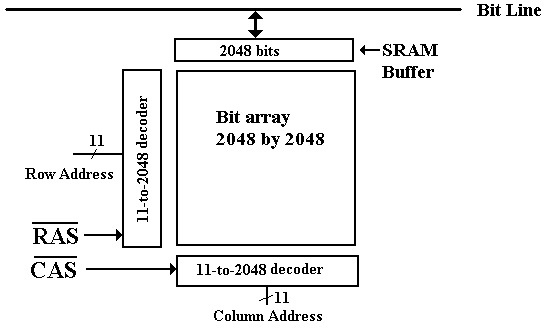 Bit Line
2048 bits
SRAM
Buffer
Bit array
2048 by 2048
11-to-2048 decoder
11
Row Address
RAS
CAS
11-to-2048 decoder
11
Column Address